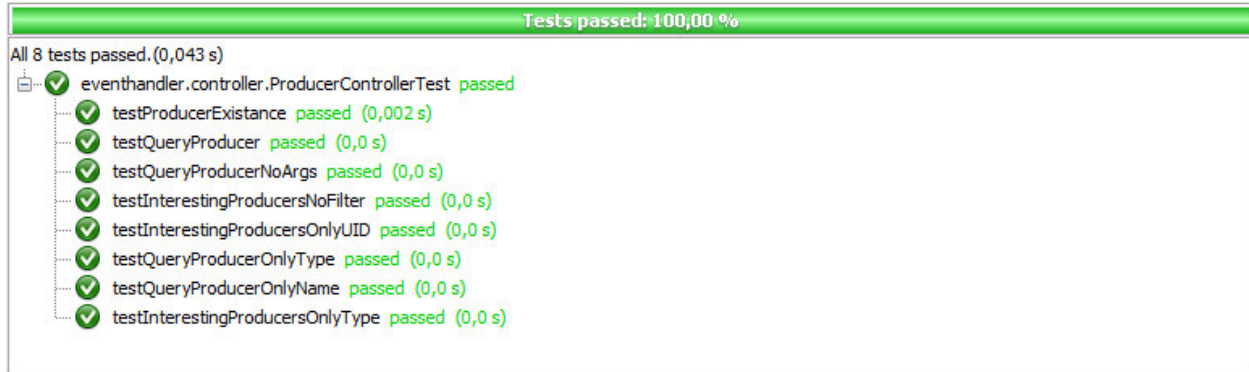 Tests passed: 100,00 %
All 8 tests passed.(0,043 s)
eventhandler.controller.ProducerControllerTest passed
testProducerExistance passed (0,002 s)
testQueryProducer passed (0,0 s)
testQueryProducerNoArgs passed (0,0 s)
testInterestingProducersNoFilter passed (0,0 s)
testInterestingProducersOnlyUID passed (0,0 s)
testQueryProducerOnlyType passed (0,0 s)
testQueryProducerOnlyName passed (0,0 s)
testInterestingProducersOnlyType passed (0,0 s)